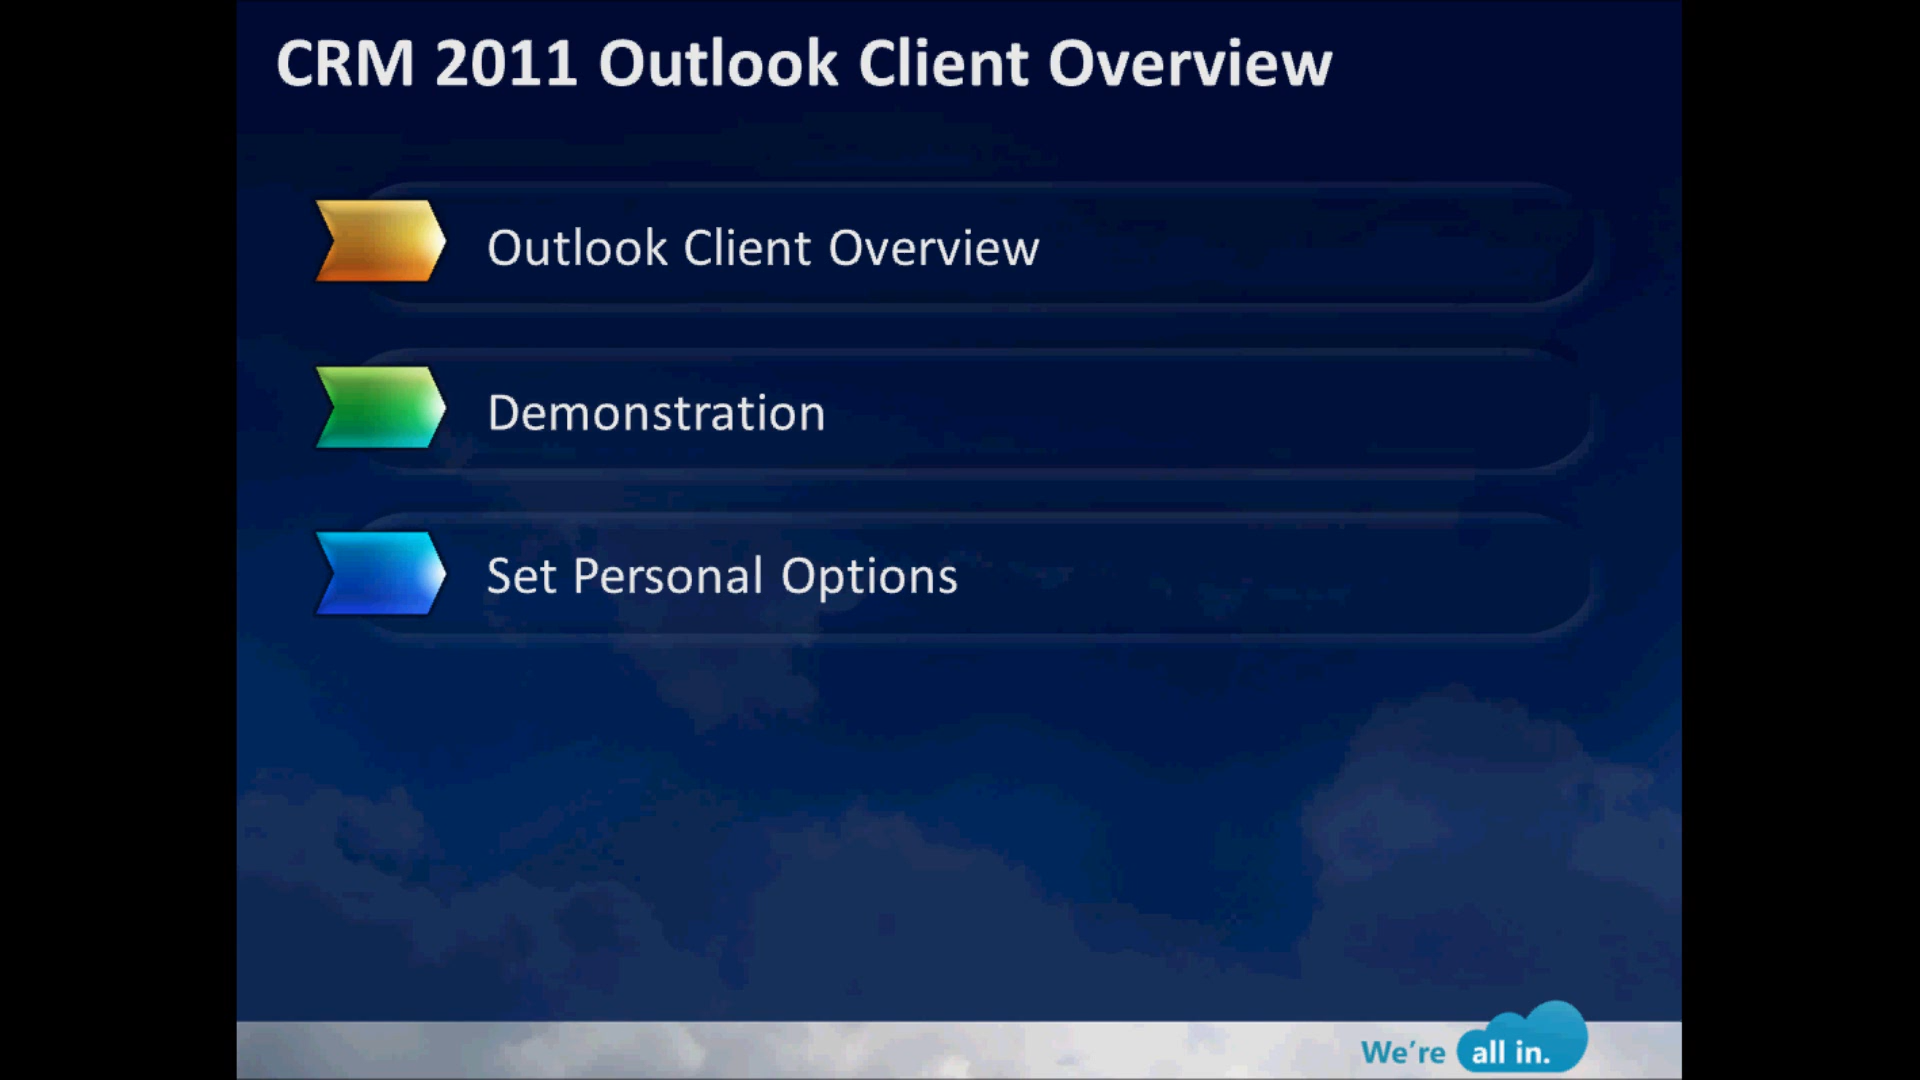 CRM 2011 Outlook Client Overview
Outlook Client Overview
Demonstration
Set Personal Options
We're all in.